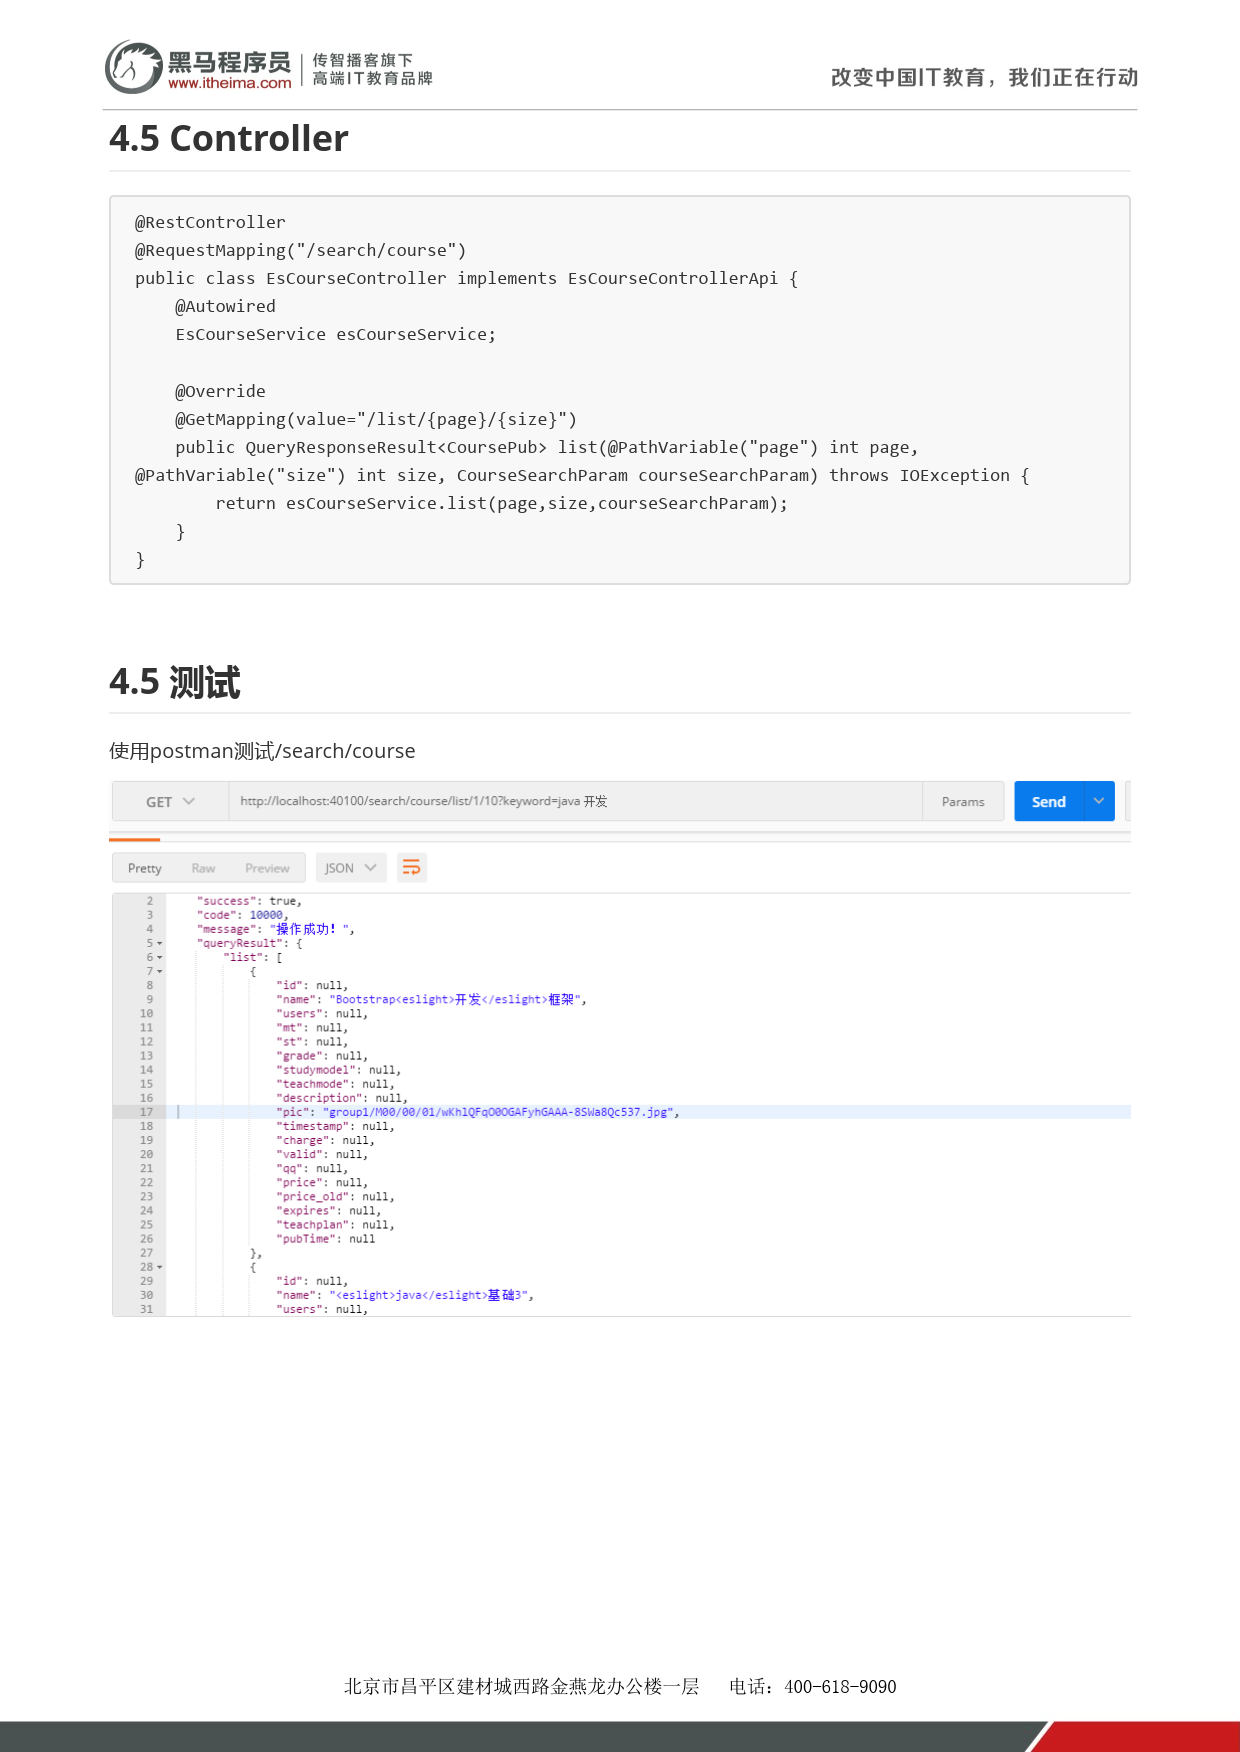 黑马程序员
www.itheima.com
传智播客旗下
高端IT教育品牌
改变中国IT教育，我们正在行动
4.5 Controller
@RestController
@RequestMapping("/search/course")
public class EsCourseController implements EsCourseControllerApi {
    @Autowired
    EsCourseService esCourseService;
    @Override
    @GetMapping(value="/list/{page}/{size}")
    public QueryResponseResult<CoursePub> list(@PathVariable("page") int page,
@PathVariable("size") int size, CourseSearchParam courseSearchParam) throws IOException {
        return esCourseService.list(page,size,courseSearchParam);
    }
}
4.5 测试
使用postman测试/search/course
GET http://localhost:40100/search/course/list/1/10?keyword=java 开发 Params Send
Pretty Raw Preview JSON
2 "success": true,
3 "code": 10000,
4 "message": "操作成功！",
5 "queryResult": {
6 "list": [
7 {
8 "id": null,
9 "name": "Bootstrap<eslight>开发</eslight>框架",
10 "users": null,
11 "mt": null,
12 "st": null,
13 "grade": null,
14 "studymodel": null,
15 "teachmode": null,
16 "description": null,
17 "pic": "group1/M00/00/01/wKhlQFqO0OGAFyhGAAA-8SWa8Qc537.jpg",
18 "timestamp": null,
19 "charge": null,
20 "valid": null,
21 "qq": null,
22 "price": null,
23 "price_old": null,
24 "expires": null,
25 "teachplan": null,
26 "pubTime": null
27 },
28 {
29 "id": null,
30 "name": "<eslight>java</eslight>基础3",
31 "users": null,
北京市昌平区建材城西路金燕龙办公楼一层 电话：400-618-9090